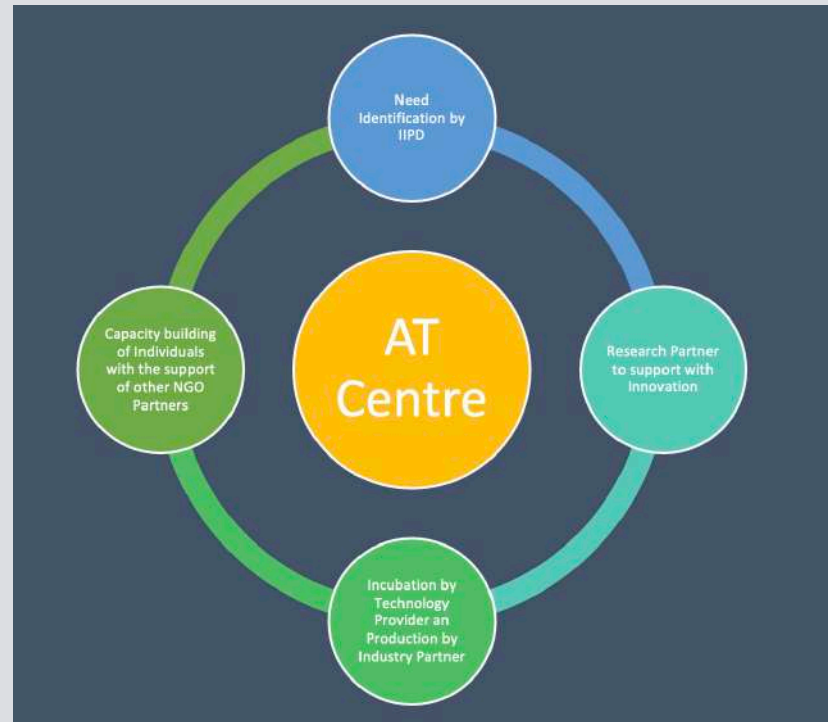 Need
Identification by
IIPD
AT
Centre
Capacity building
of Individuals
with the support
of other NGO
Partners
Research Partner
to support with
Innovation
Incubation by
Technology
Provider an
Production by
Industry Partner